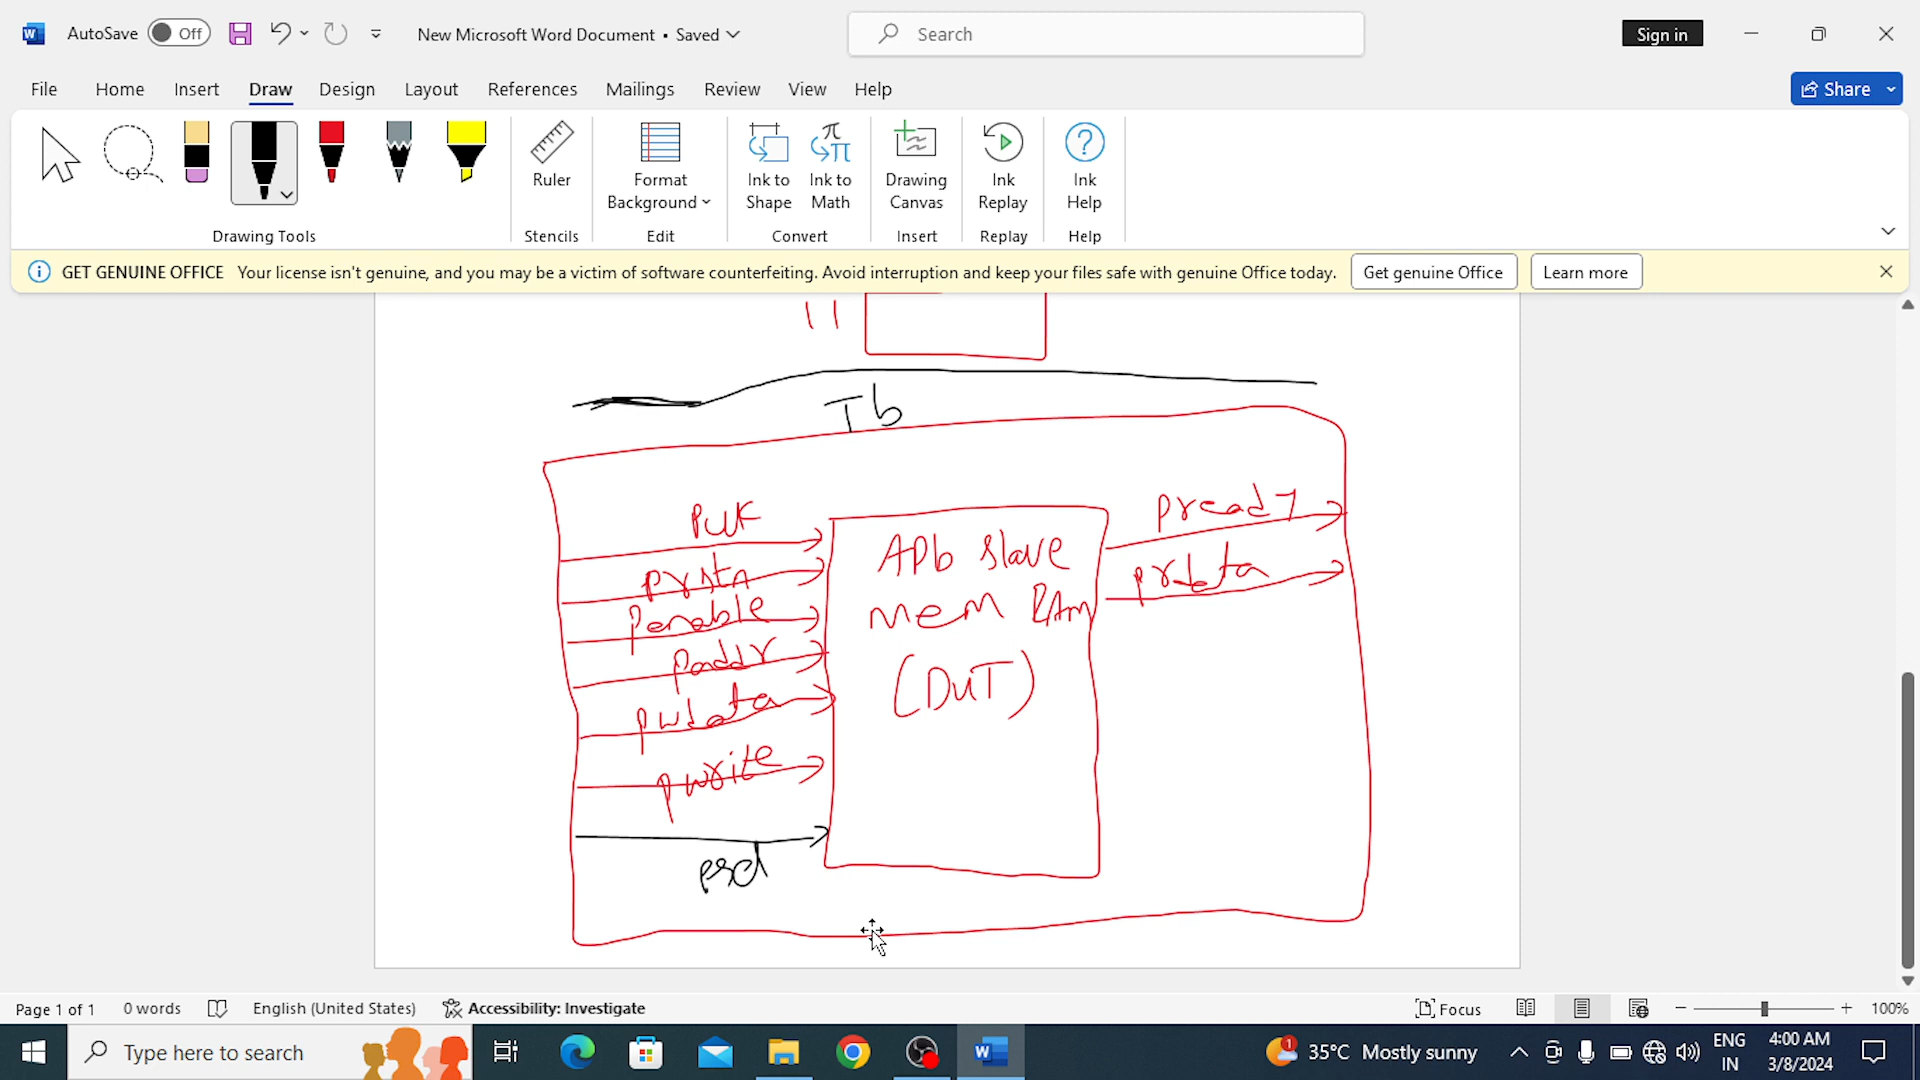 AutoSave Off New Microsoft Word Document • Saved Search Sign in
File Home Insert Draw Design Layout References Mailings Review View Help Share
Ruler Format Background Ink to Shape Ink to Math Drawing Canvas Ink Replay Ink Help
Drawing Tools Stencils Edit Convert Insert Replay Help
GET GENUINE OFFICE Your license isn't genuine, and you may be a victim of software counterfeiting. Avoid interruption and keep your files safe with genuine Office today. Get genuine Office Learn more
Tb
Pclk
prstn
Penable
Paddr
pwdata
pwrite
psel
APb slave
mem RAm
(DUT)
pready
prdata
Page 1 of 1 0 words English (United States) Accessibility: Investigate Focus 100%
Type here to search 1 35°C Mostly sunny ENG IN 4:00 AM 3/8/2024